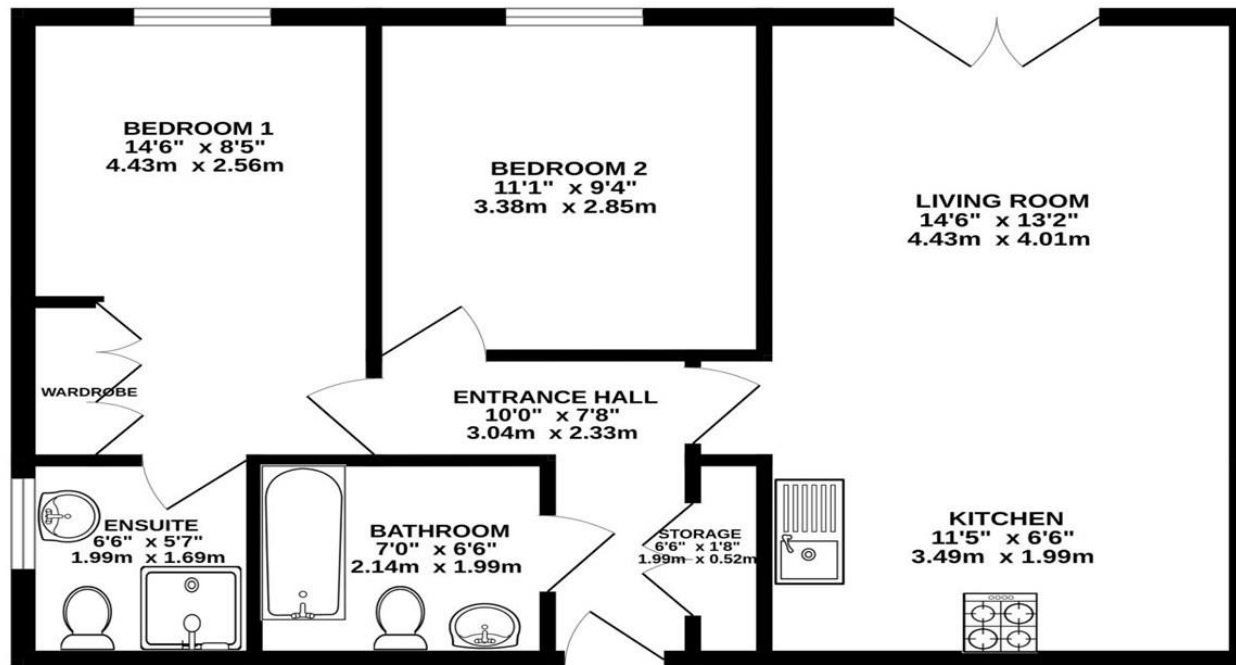 BEDROOM 1
14'6" x 8'5"
4.43m x 2.56m
BEDROOM 2
11'1" x 9'4"
3.38m x 2.85m
LIVING ROOM
14'6" x 13'2"
4.43m x 4.01m
WARDROBE
ENTRANCE HALL
10'0" x 7'8"
3.04m x 2.33m
ENSUITE
6'6" x 5'7"
1.99m x 1.69m
BATHROOM
7'0" x 6'6"
2.14m x 1.99m
STORAGE
6'6" x 1'8"
1.99m x 0.52m
KITCHEN
11'5" x 6'6"
3.49m x 1.99m